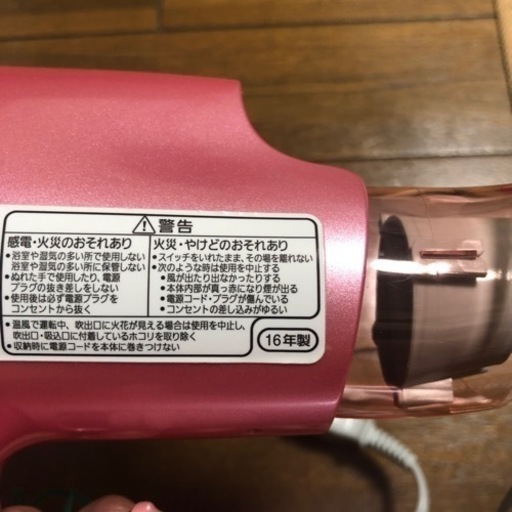 ⚠警告
感電・火災のおそれあり
•浴室や湿気の多い所で使用しない
浴室や湿気の多い所に保管しない
•ぬれた手で使用したり、電源
プラグの抜き差しをしない
•使用後は必ず電源プラグを
コンセントから抜く
火災・やけどのおそれあり
•スイッチをいれたまま、その場を離れない
•次のような時は使用を中止する
•風が出たり出なかったりする
•本体内部が真っ赤になり煙が出る
•電源コード・プラグが傷んでいる
•コンセントの差し込みがゆるい
•温風で運転中、吹出口に火花が見える場合は使用を中止し、
吹出口・吸込口に付着しているホコリを取り除く
•収納時に電源コードを本体に巻きつけない
16年製